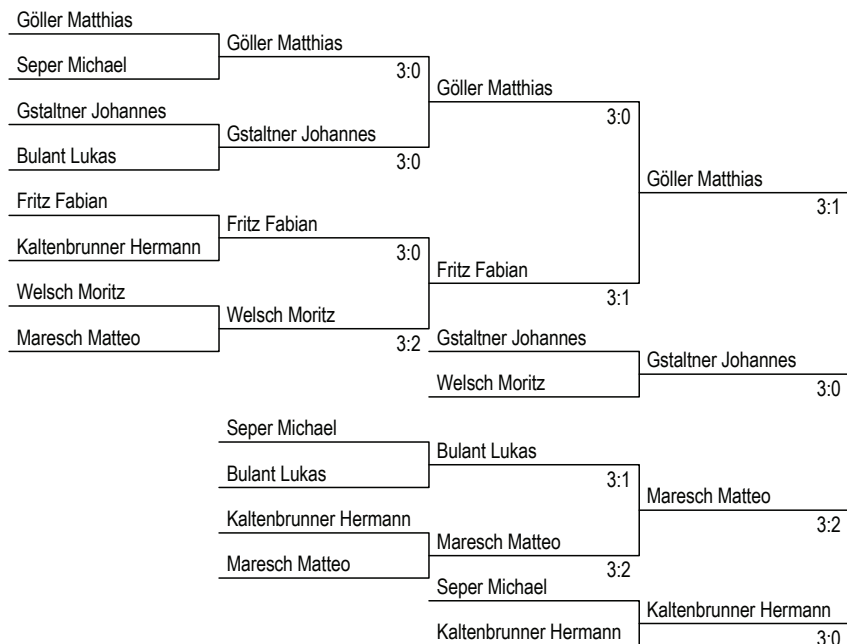 Göller Matthias
Göller Matthias
Seper Michael
3:0
Göller Matthias
Gstaltner Johannes
3:0
Gstaltner Johannes
Bulant Lukas
3:0
Göller Matthias
Fritz Fabian
3:1
Fritz Fabian
Kaltenbrunner Hermann
3:0
Fritz Fabian
Welsch Moritz
3:1
Welsch Moritz
Maresch Matteo
3:2
Gstaltner Johannes
Gstaltner Johannes
Welsch Moritz
3:0
Seper Michael
Bulant Lukas
Bulant Lukas
3:1
Maresch Matteo
Kaltenbrunner Hermann
3:2
Maresch Matteo
Maresch Matteo
3:2
Seper Michael
Kaltenbrunner Hermann
Kaltenbrunner Hermann
3:0